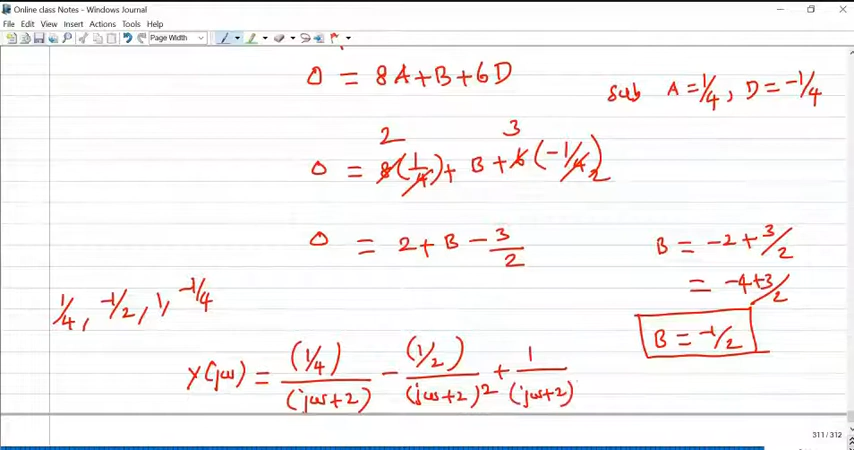 Online class Notes - Windows Journal
File Edit View Insert Actions Tools Help
Page Width
0 = 8A + B + 6D
Sub A = 1/4, D = -1/4
2 3
0 = 8(1/4) + B + 6(-1/4) 2
0 = 2 + B - 3/2
B = -2 + 3/2
= -4+3/2
1/4, -1/2, 1, -1/4
B = -1/2
Y(jω) = (1/4)/(jω+2) - (1/2)/(jω+2)² + 1/(jω+2)
311 / 312